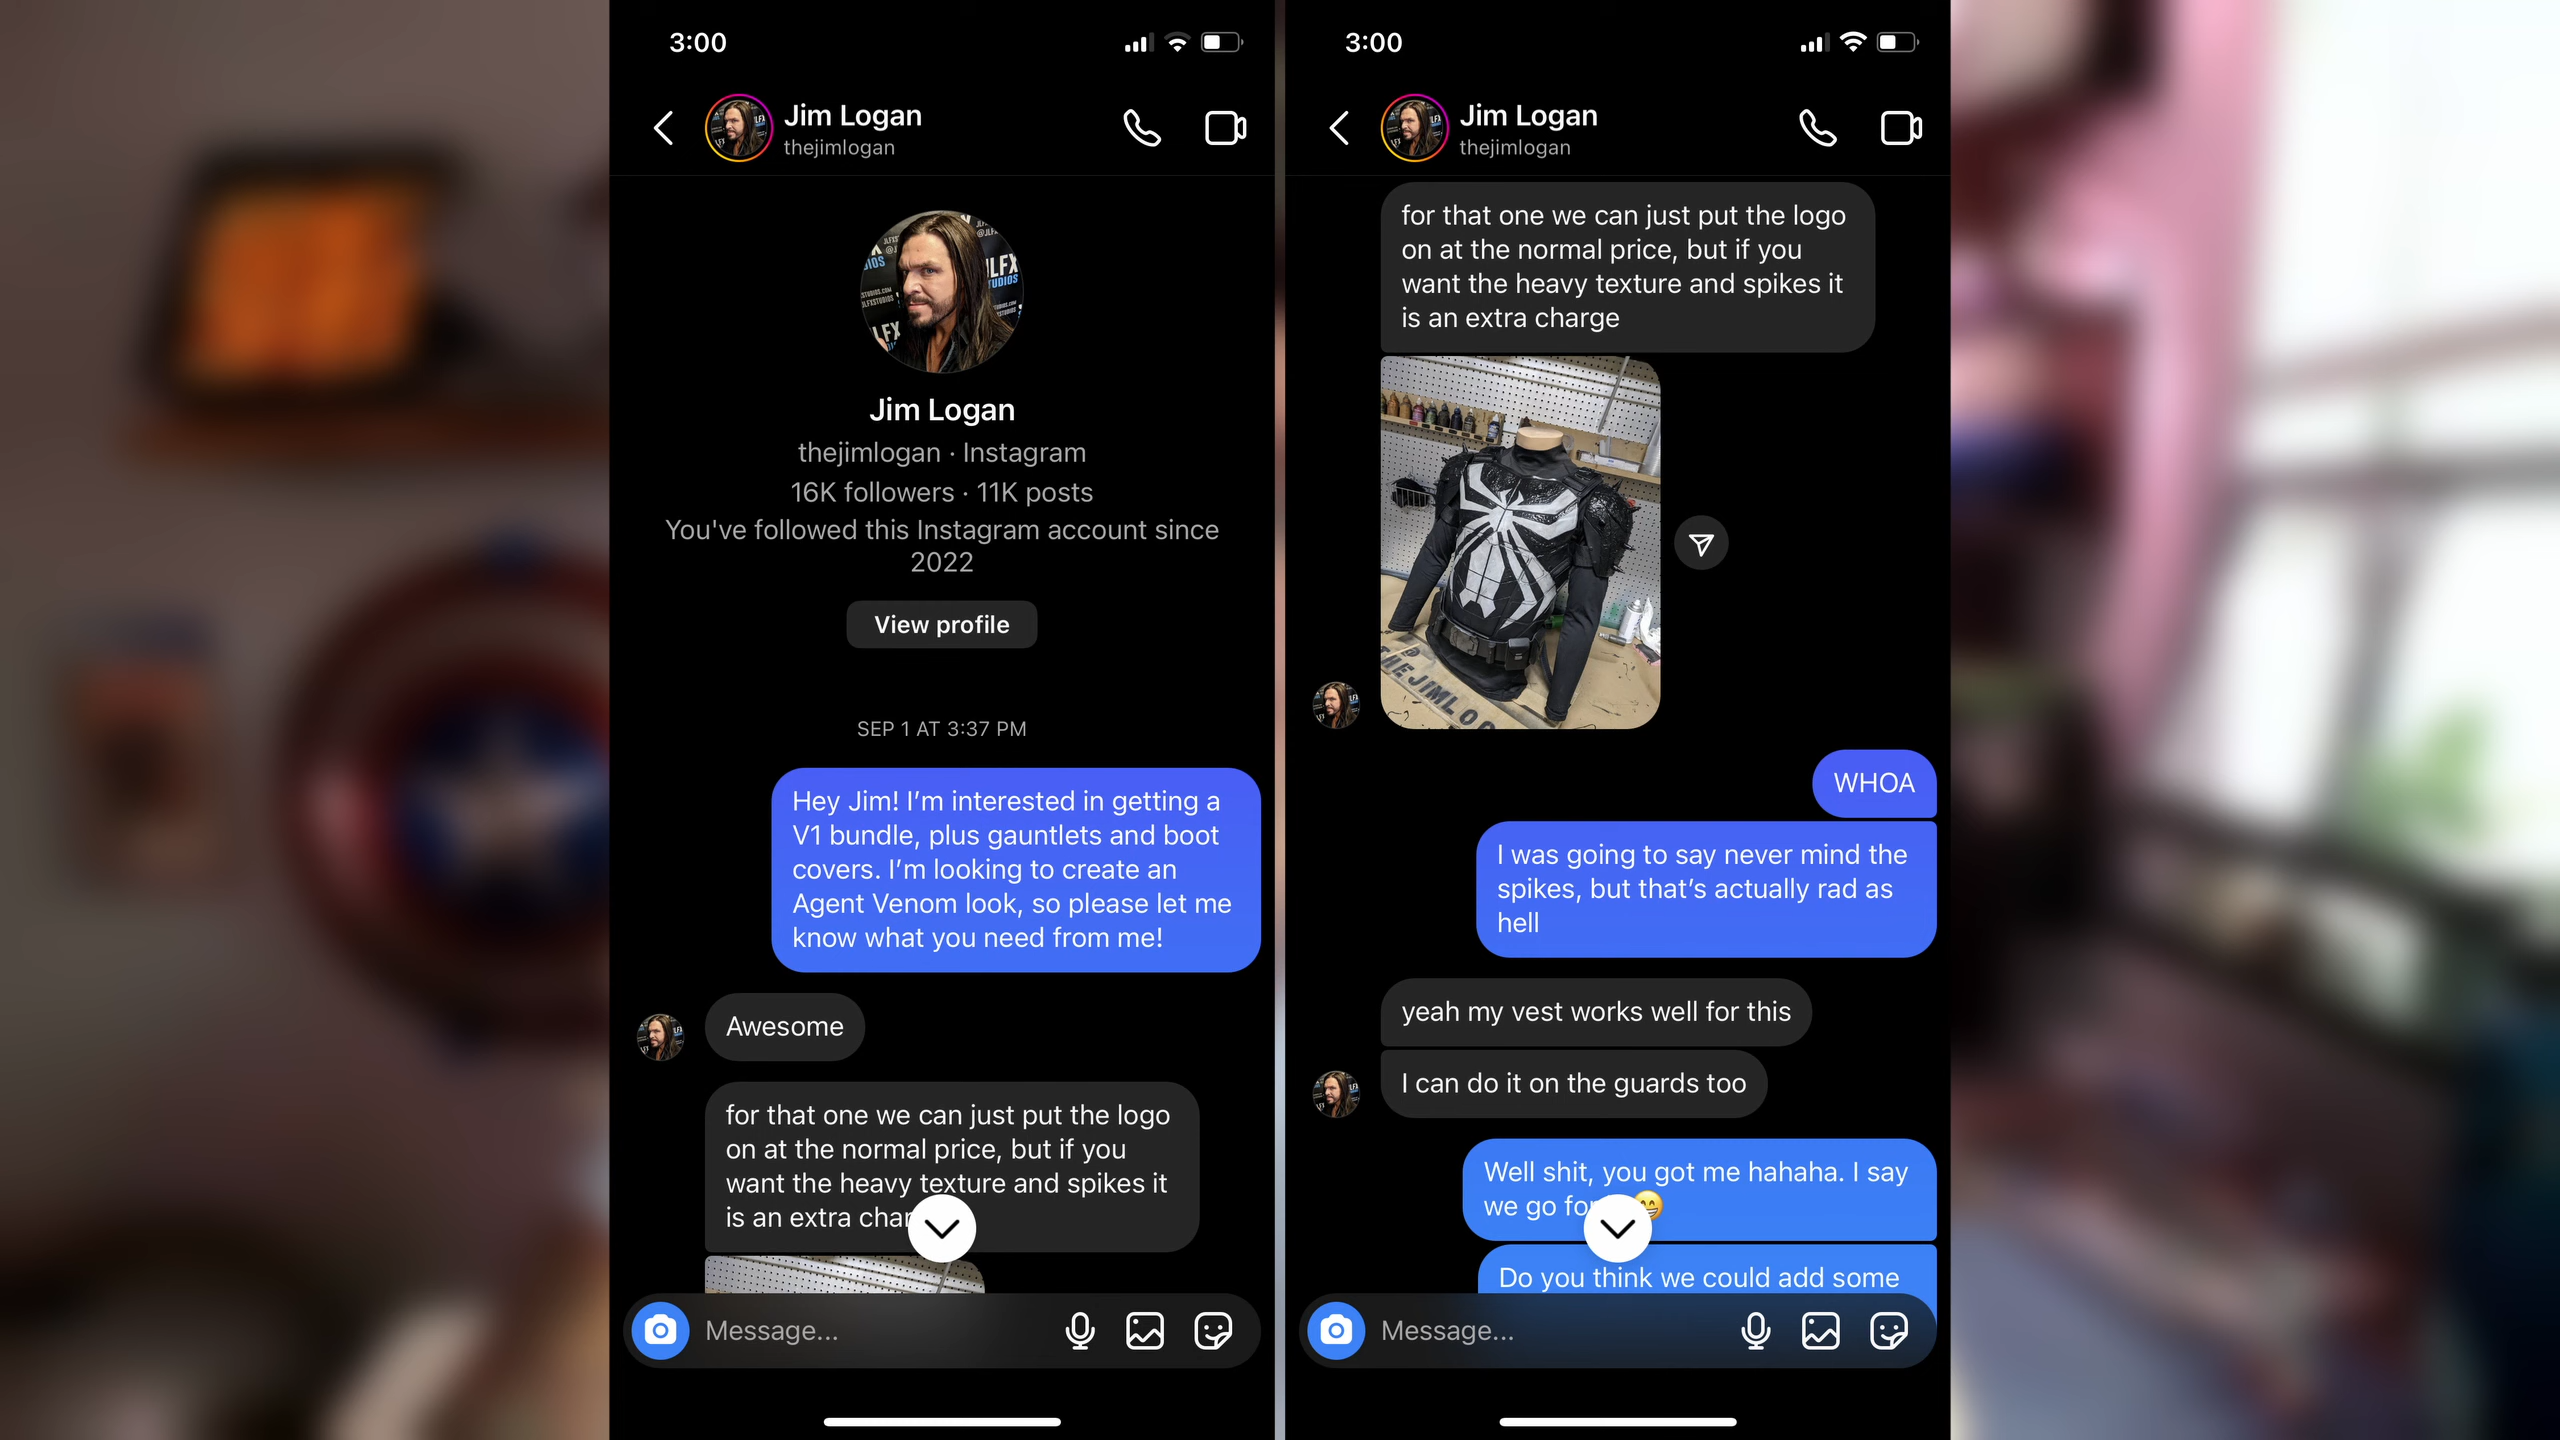 3:00
Jim Logan
thejimlogan
Jim Logan
thejimlogan · Instagram
16K followers · 11K posts
You've followed this Instagram account since
2022
View profile
SEP 1 AT 3:37 PM
Hey Jim! I’m interested in getting a
V1 bundle, plus gauntlets and boot
covers. I’m looking to create an
Agent Venom look, so please let me
know what you need from me!
Awesome
for that one we can just put the logo
on at the normal price, but if you
want the heavy texture and spikes it
is an extra
Message...
3:00
Jim Logan
thejimlogan
for that one we can just put the logo
on at the normal price, but if you
want the heavy texture and spikes it
is an extra charge
@THEJIMLO
WHOA
I was going to say never mind the
spikes, but that’s actually rad as
hell
yeah my vest works well for this
I can do it on the guards too
Well shit, you got me hahaha. I say
we go 😁
Do you think we could add some
Message...